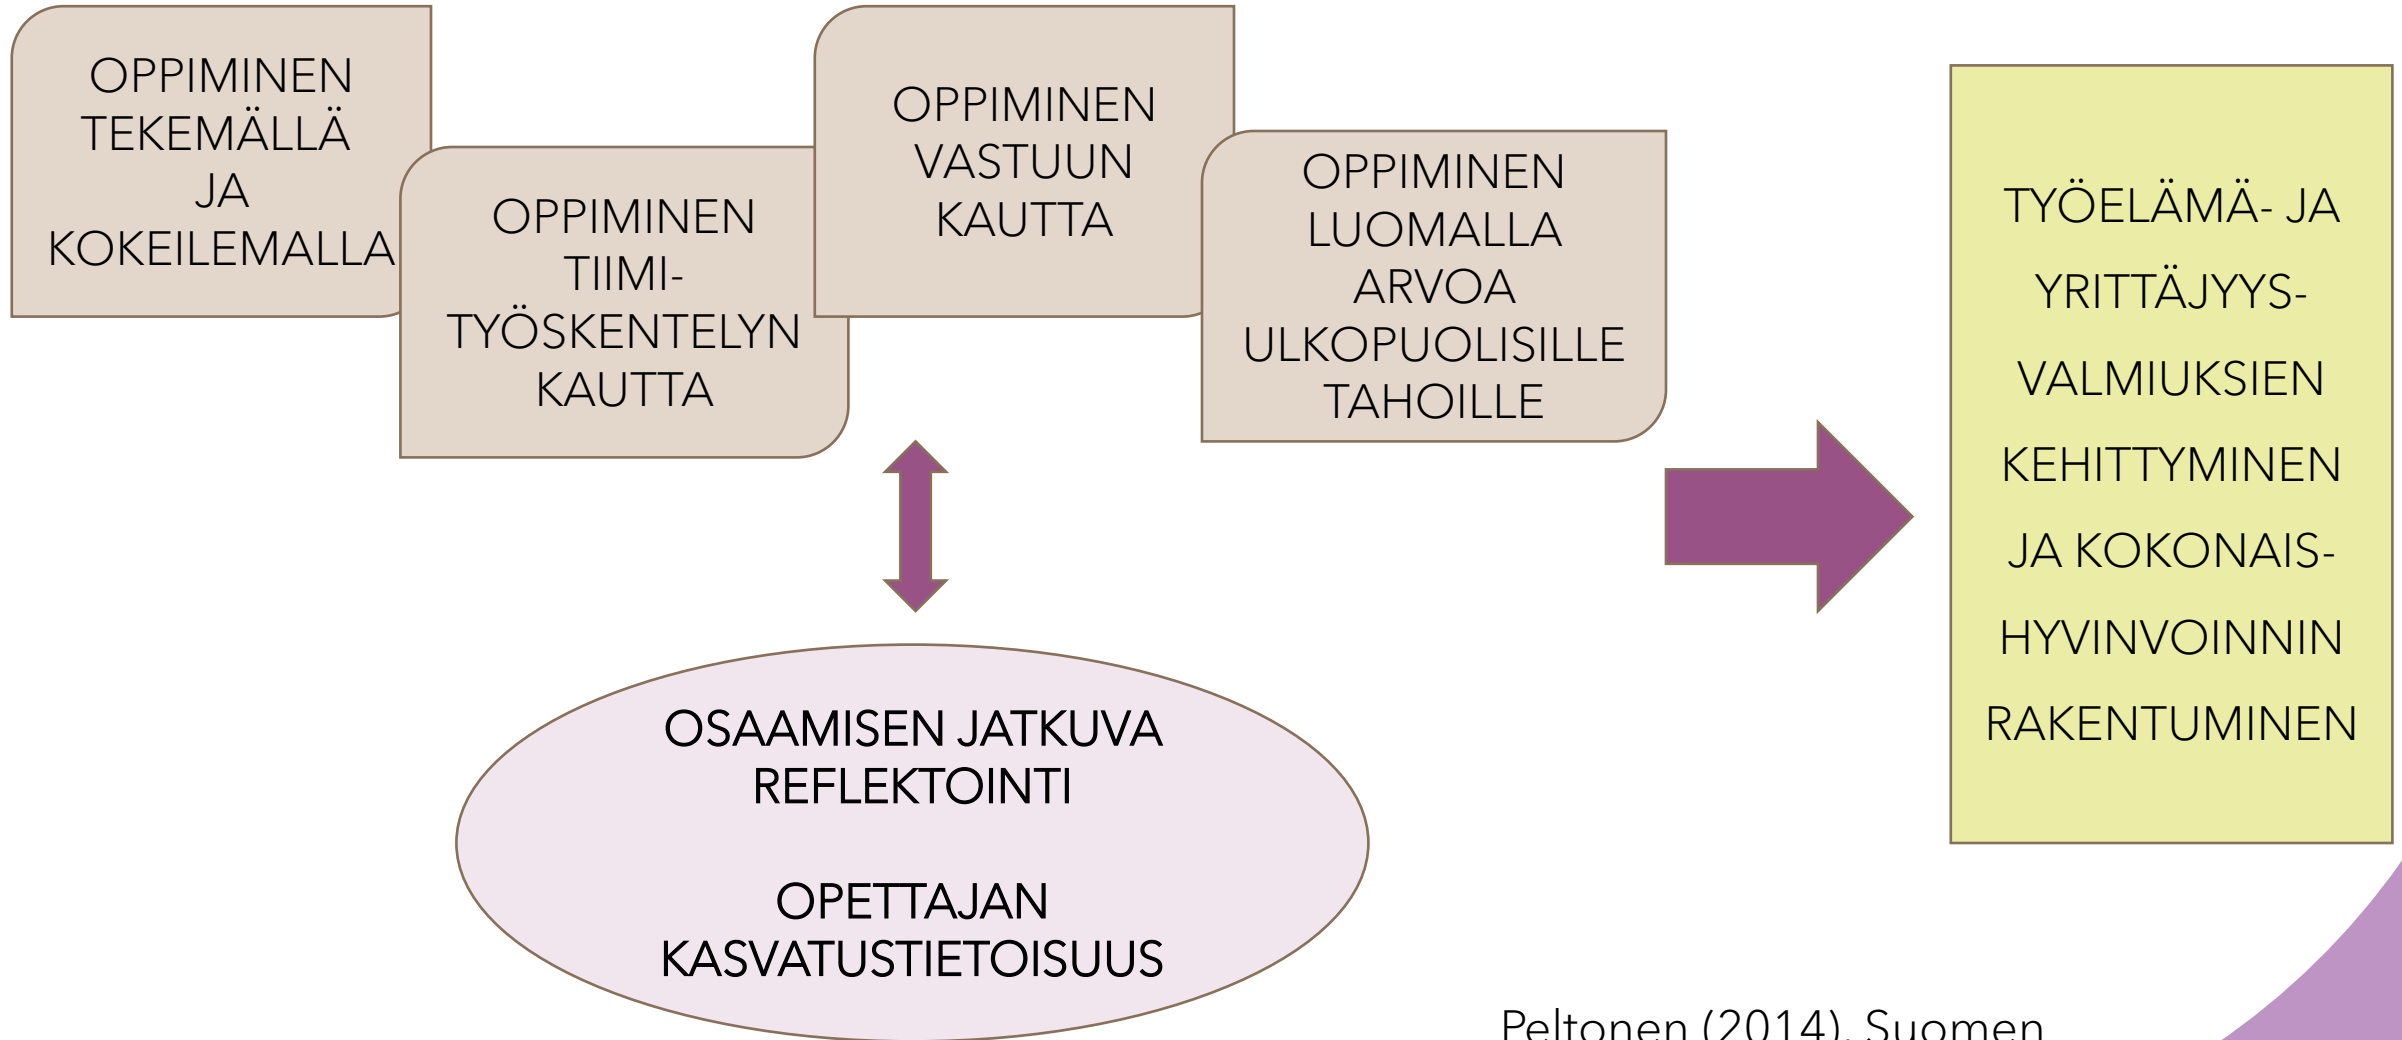 OPPIMINEN
TEKEMÄLLÄ
JA
KOKEILEMALLA
OPPIMINEN
TIIMI-
TYÖSKENTELYN
KAUTTA
OPPIMINEN
VASTUUN
KAUTTA
OPPIMINEN
LUOMALLA
ARVOA
ULKOPUOLISILLE
TAHOILLE
TYÖELÄMÄ- JA
YRITTÄJYYS-
VALMIUKSIEN
KEHITTYMINEN
JA KOKONAIS-
HYVINVOINNIN
RAKENTUMINEN
OSAAMISEN JATKUVA
REFLEKTOINTI
OPETTAJAN
KASVATUSTIETOISUUS
Peltonen (2014), Suomen